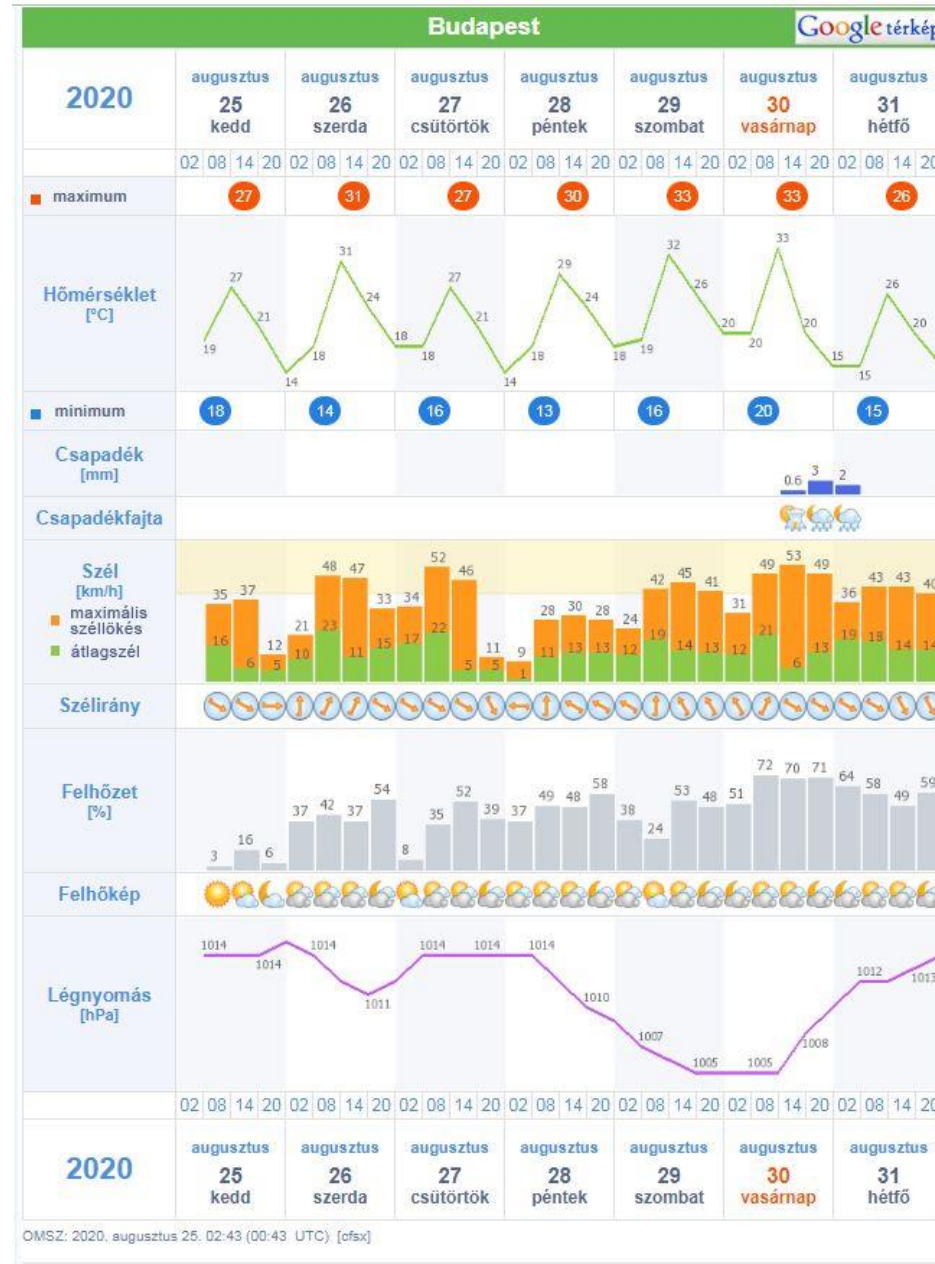 Budapest
Google térkép
2020
augusztus augusztus augusztus augusztus augusztus augusztus augusztus
25 26 27 28 29 30 31
kedd szerda csütörtök péntek szombat vasárnap hétfő
02 08 14 20 02 08 14 20 02 08 14 20 02 08 14 20 02 08 14 20 02 08 14 20 02 08 14 20
maximum 27 31 27 30 33 33 26
Hőmérséklet
[°C]
19 27 21 14 18 31 24 18 18 27 21 14 18 29 24 18 19 32 26 20 20 33 20 15 15 26 20
minimum 18 14 16 13 16 20 15
Csapadék
[mm]
0.6 3 2
Csapadékfajta
Szél
[km/h]
maximális
széllökés
átlagszél
35 37 12 21 48 47 33 34 52 46 11 9 28 30 28 24 42 45 41 31 49 53 49 36 43 43 40
16 6 5 10 23 11 15 17 22 5 5 1 11 13 13 12 19 14 13 12 21 6 13 19 18 14 14
Szélirány
Felhőzet
[%]
3 16 6 37 42 37 54 8 35 52 39 37 49 48 58 38 24 53 48 51 72 70 71 64 58 49 59
Felhőkép
Légnyomás
[hPa]
1014 1014 1014 1011 1014 1014 1014 1010 1007 1005 1005 1008 1012 1013
02 08 14 20 02 08 14 20 02 08 14 20 02 08 14 20 02 08 14 20 02 08 14 20 02 08 14 20
2020
augusztus augusztus augusztus augusztus augusztus augusztus augusztus
25 26 27 28 29 30 31
kedd szerda csütörtök péntek szombat vasárnap hétfő
OMSZ: 2020. augusztus 25. 02:43 (00:43 UTC) [cfsx]